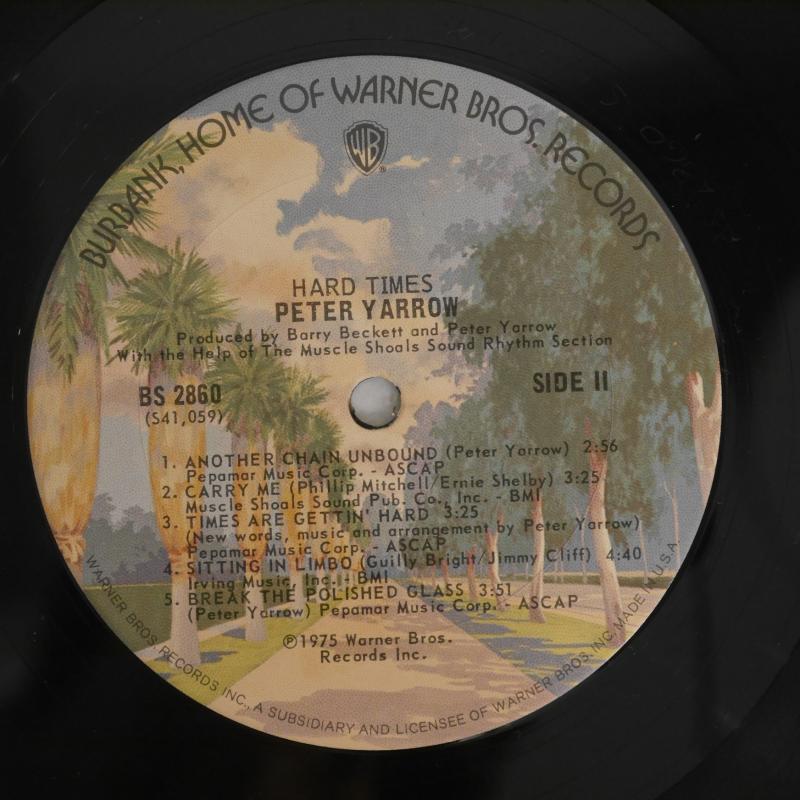 BURBANK, HOME OF WARNER BROS. RECORDS
WB
®
HARD TIMES
PETER YARROW
Produced by Barry Beckett and Peter Yarrow
With the Help of The Muscle Shoals Sound Rhythm Section
BS 2860
(S41,059)
SIDE II
1. ANOTHER CHAIN UNBOUND (Peter Yarrow) 2:56
Pepamar Music Corp. - ASCAP
2. CARRY ME (Phillip Mitchell/Ernie Shelby) 3:25
Muscle Shoals Sound Pub. Co., Inc. - BMI
3. TIMES ARE GETTIN' HARD 3:25
(New words, music and arrangement by Peter Yarrow)
Pepamar Music Corp. - ASCAP
4. SITTING IN LIMBO (Guilly Bright/Jimmy Cliff) 4:40
Irving Music, Inc. - BMI
5. BREAK THE POLISHED GLASS 3:51
(Peter Yarrow) Pepamar Music Corp. - ASCAP
℗1975 Warner Bros.
Records Inc.
WARNER BROS. RECORDS INC., A SUBSIDIARY AND LICENSEE OF WARNER BROS. INC. MADE IN U.S.A.